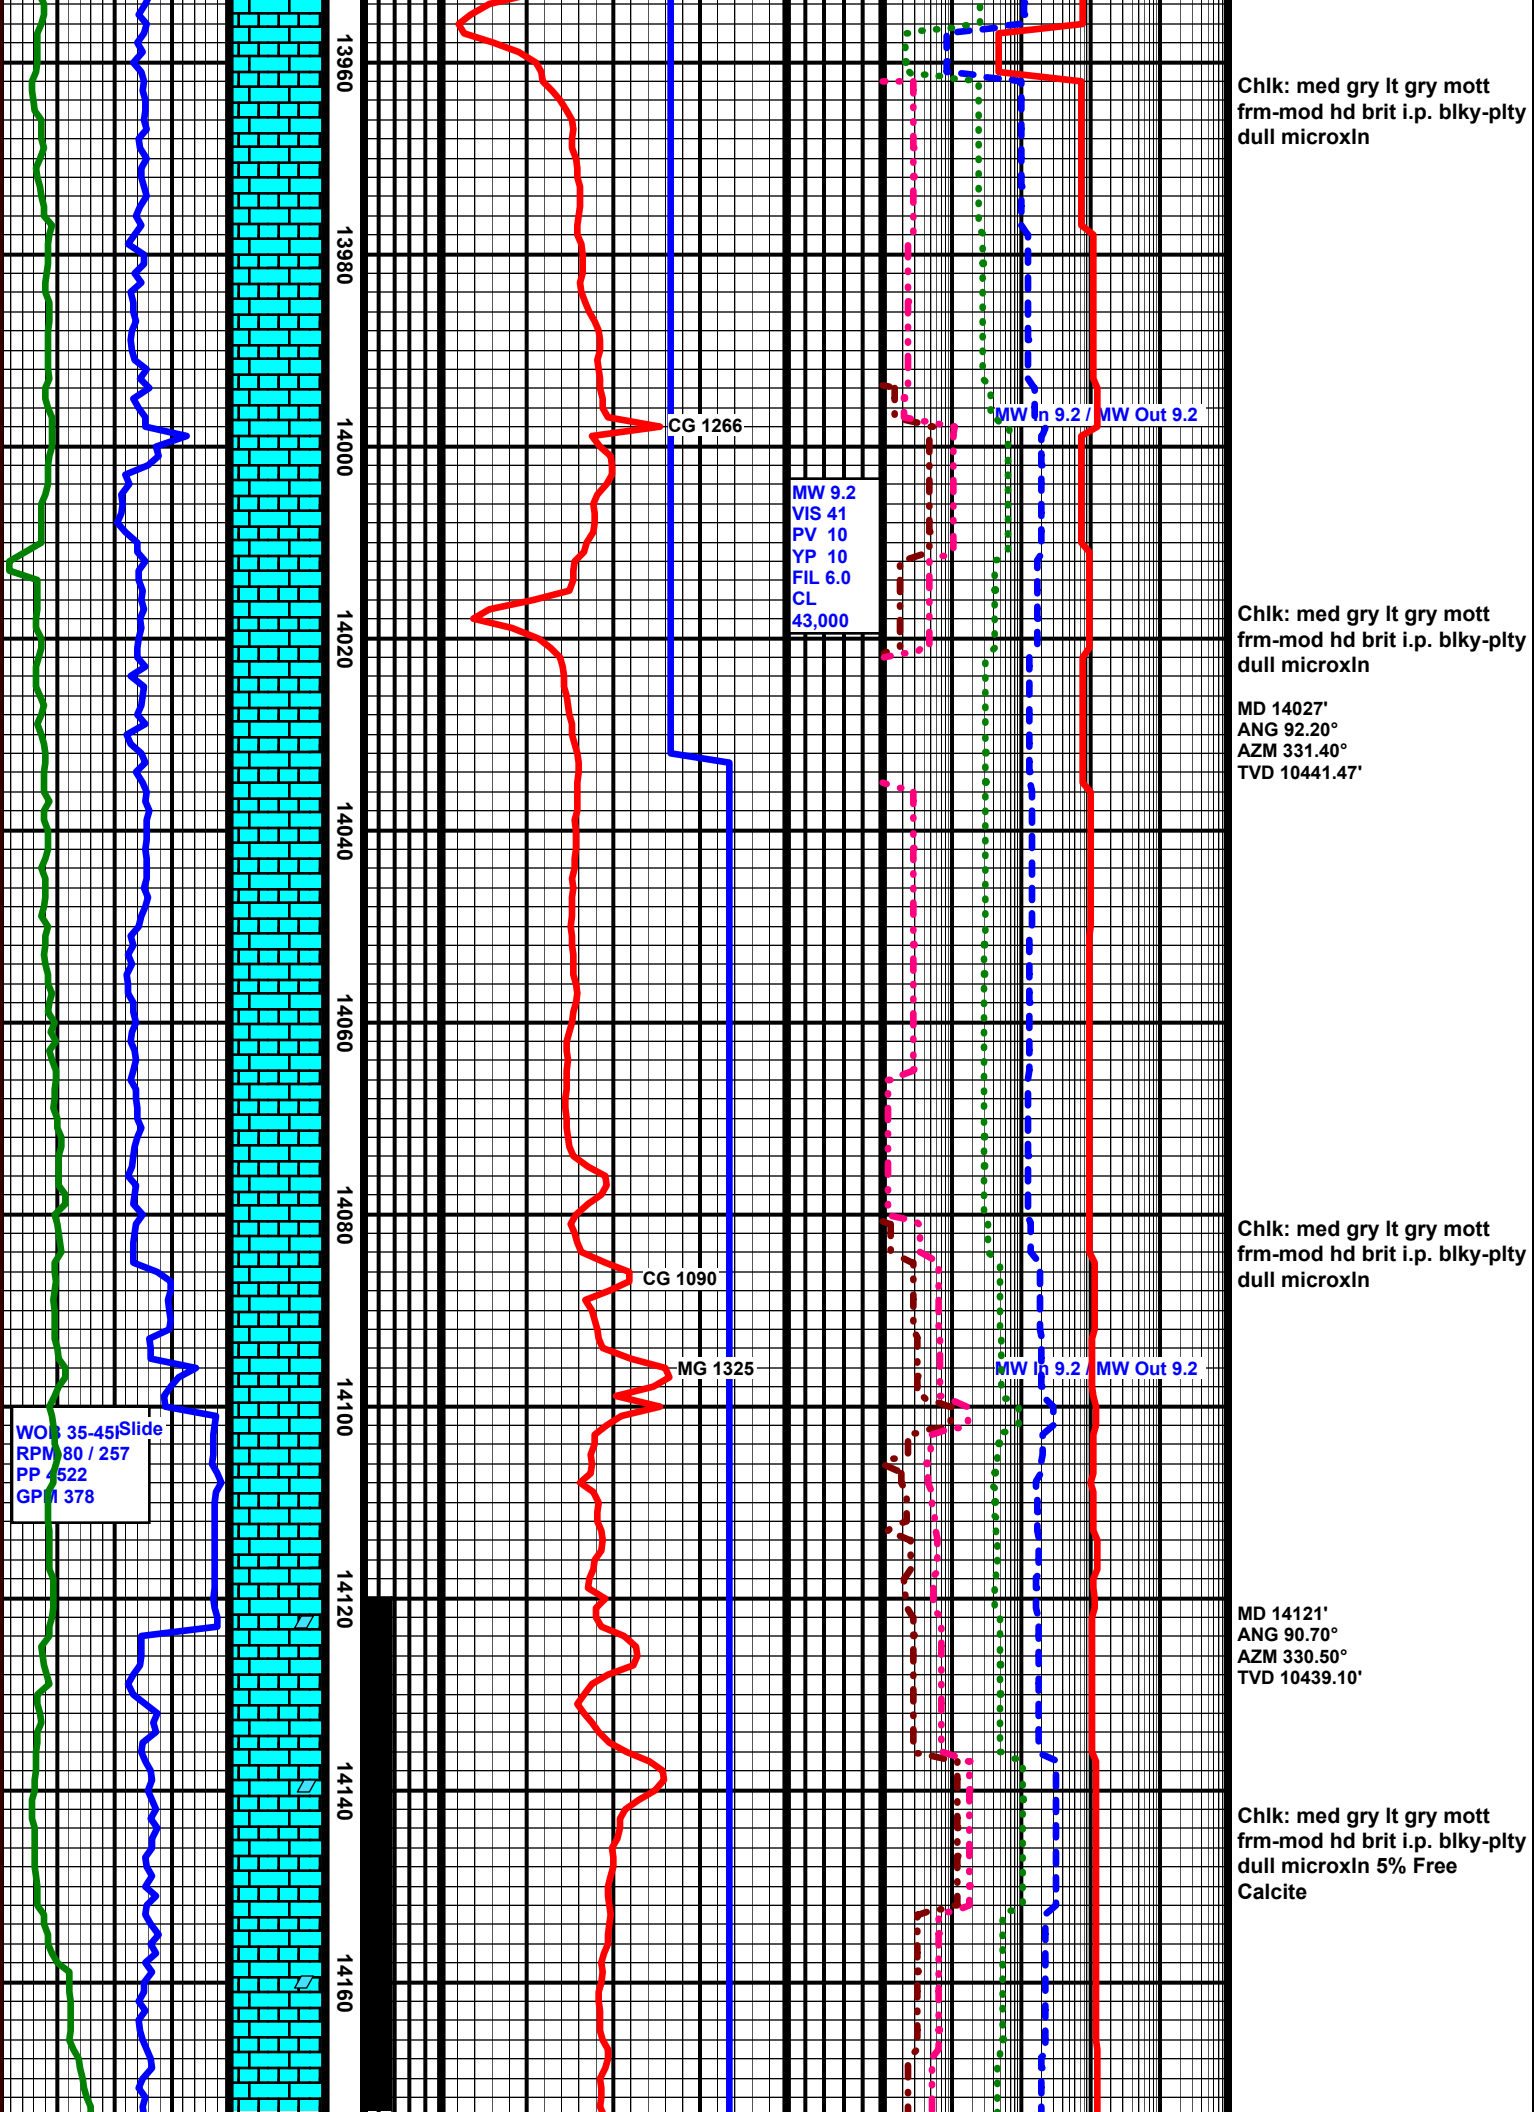 13960
Chlk: med gry lt gry mott
frm-mod hd brit i.p. blky-plty
dull microxln
13980
MW In 9.2 / MW Out 9.2
CG 1266
14000
MW 9.2
VIS 41
PV 10
YP 10
FIL 6.0
CL
43,000
14020
Chlk: med gry lt gry mott
frm-mod hd brit i.p. blky-plty
dull microxln
MD 14027'
ANG 92.20°
AZM 331.40°
TVD 10441.47'
14040
14060
14080
Chlk: med gry lt gry mott
frm-mod hd brit i.p. blky-plty
dull microxln
CG 1090
MG 1325
MW In 9.2 / MW Out 9.2
14100
Slide
WOB 35-45
RPM 80 / 257
PP 4522
GPM 378
14120
MD 14121'
ANG 90.70°
AZM 330.50°
TVD 10439.10'
14140
Chlk: med gry lt gry mott
frm-mod hd brit i.p. blky-plty
dull microxln 5% Free
Calcite
14160